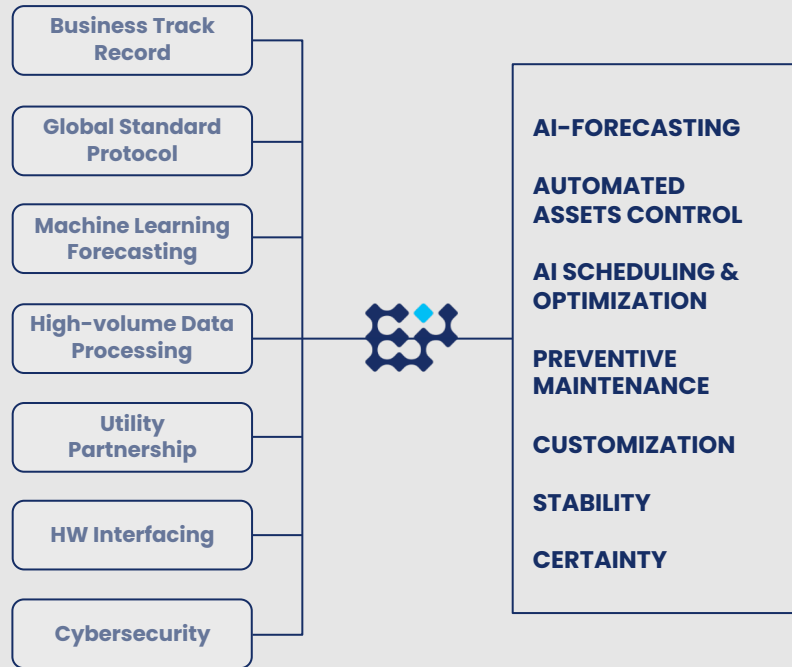 Business Track
Record
Global Standard
Protocol
Machine Learning
Forecasting
High-volume Data
Processing
Utility
Partnership
HW Interfacing
Cybersecurity
AI-FORECASTING
AUTOMATED
ASSETS CONTROL
AI SCHEDULING &
OPTIMIZATION
PREVENTIVE
MAINTENANCE
CUSTOMIZATION
STABILITY
CERTAINTY